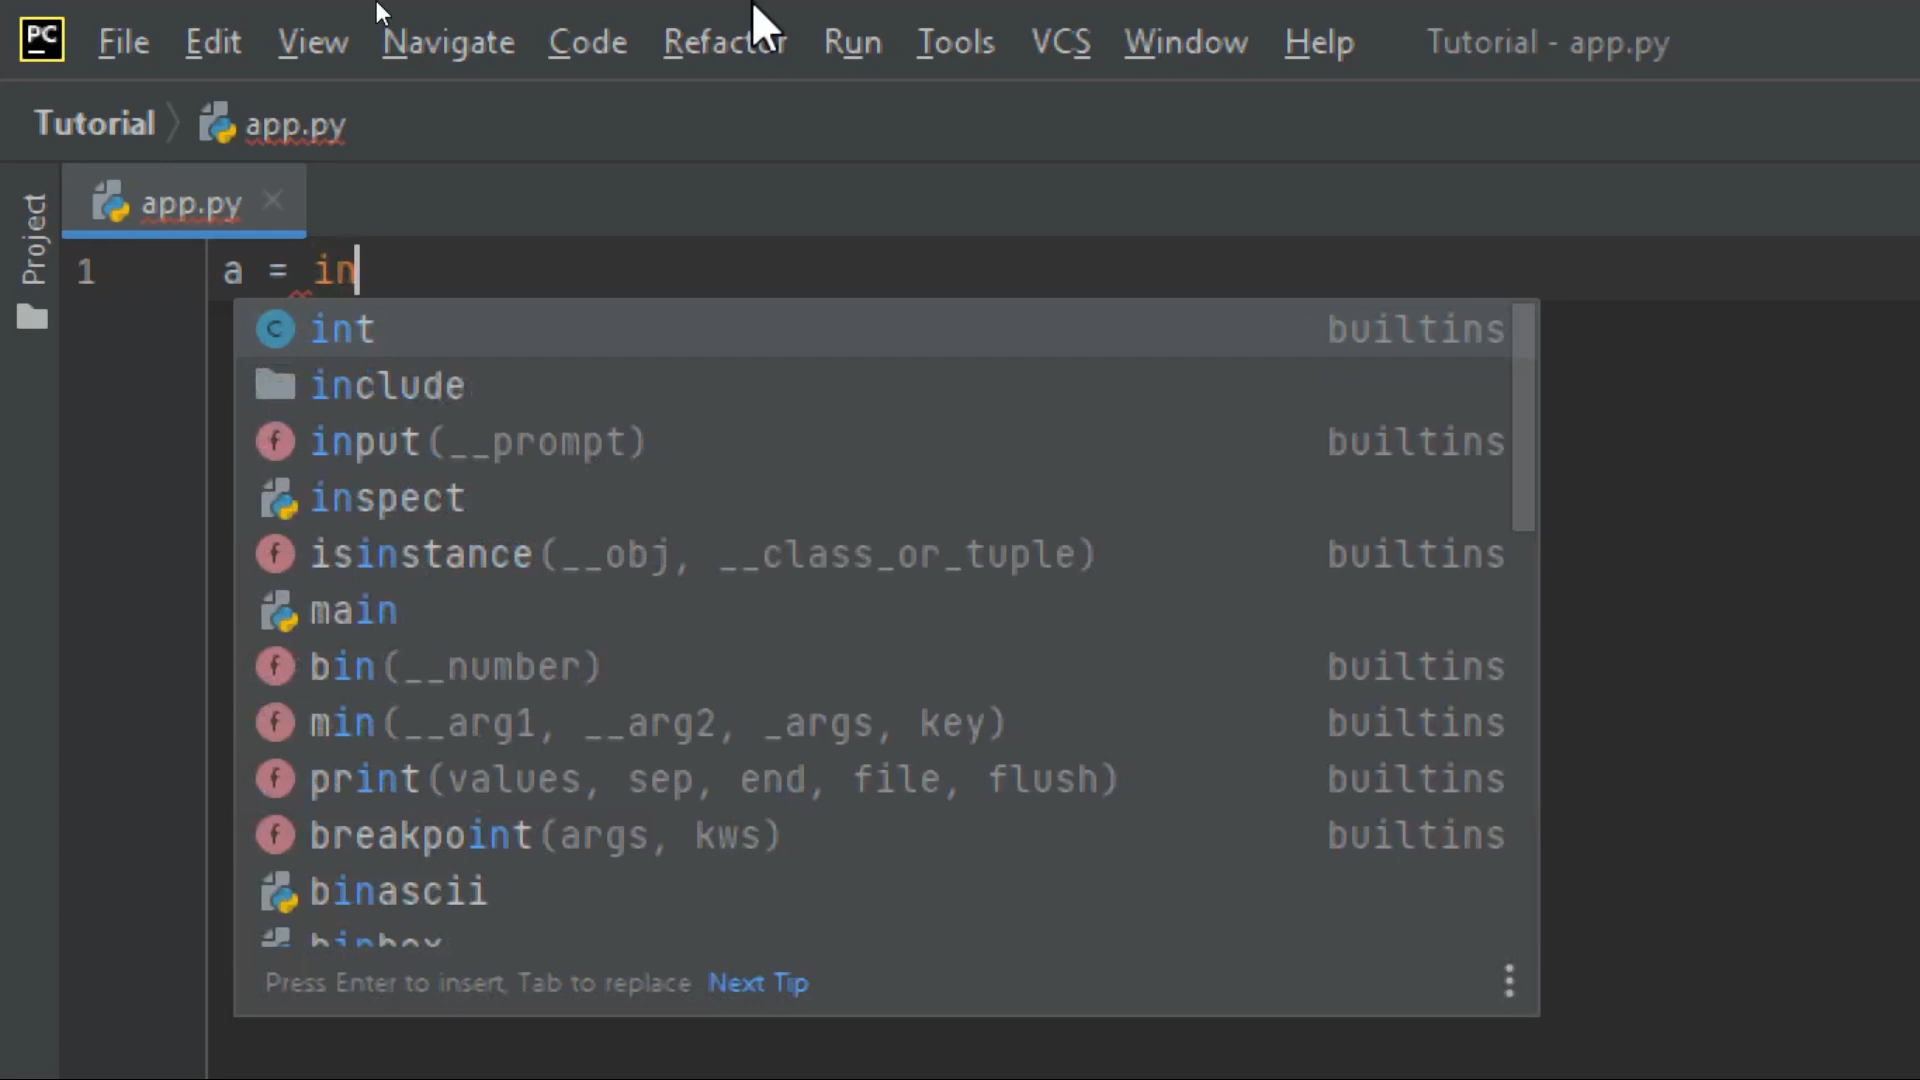 PC File Edit View Navigate Code Refactor Run Tools VCS Window Help Tutorial - app.py
Tutorial app.py
app.py
Project
1 a = in
int builtins
include
input(__prompt) builtins
inspect
isinstance(__obj, __class_or_tuple) builtins
main
bin(__number) builtins
min(__arg1, __arg2, _args, key) builtins
print(values, sep, end, file, flush) builtins
breakpoint(args, kws) builtins
binascii
binhex
Press Enter to insert, Tab to replace Next Tip